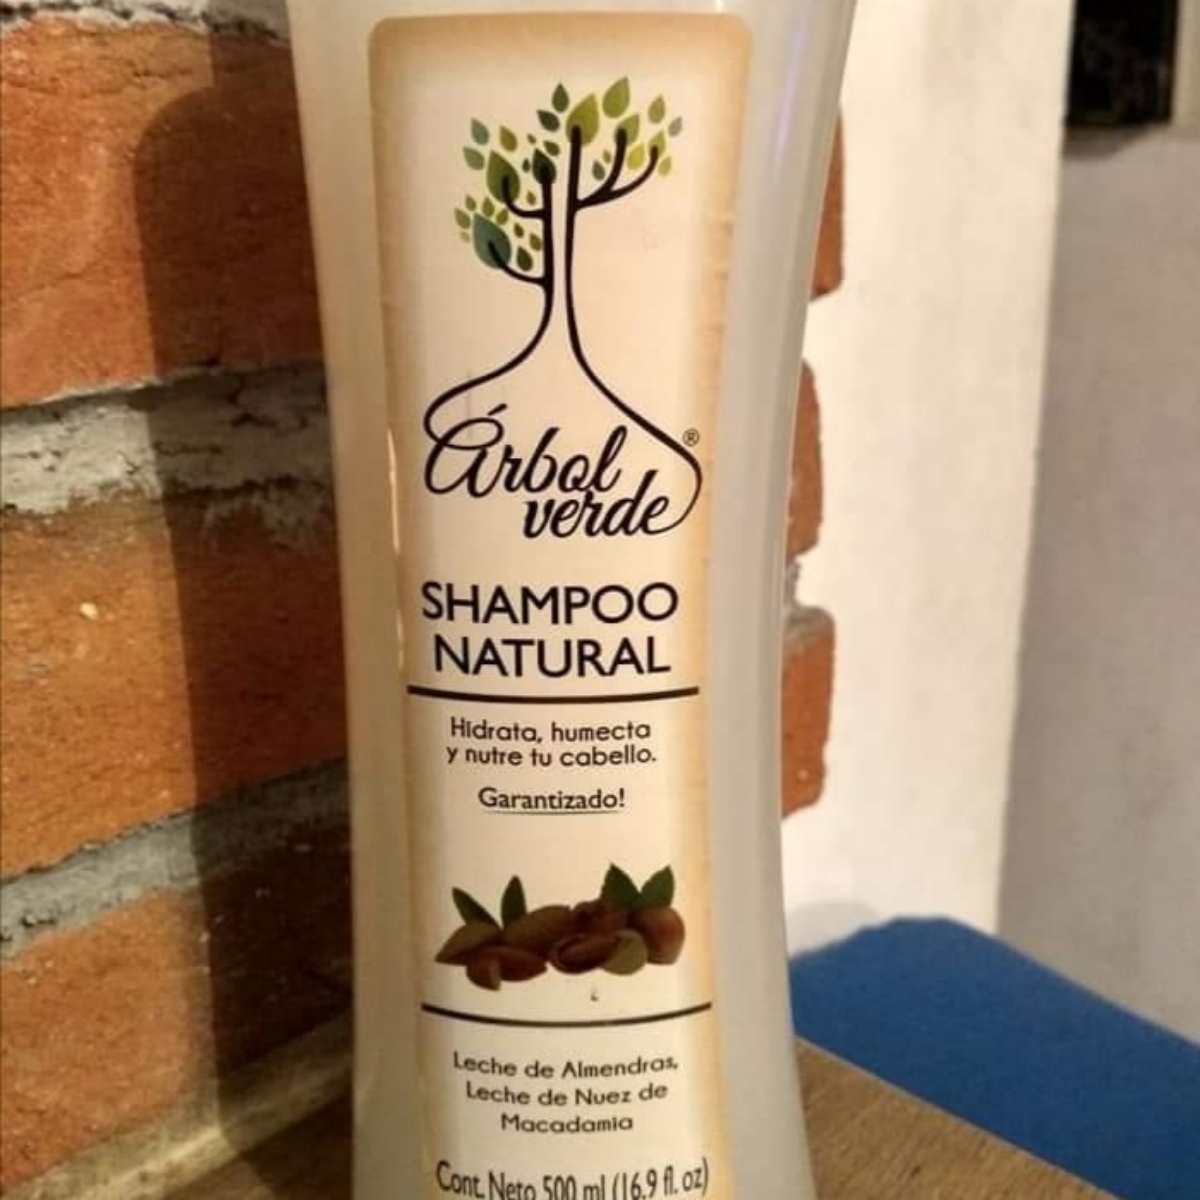 Árbol
verde®
SHAMPOO
NATURAL
Hidrata, humecta
y nutre tu cabello.
Garantizado!
Leche de Almendras,
Leche de Nuez de
Macadamia
Cont. Neto 500 ml (16.9 fl. oz)